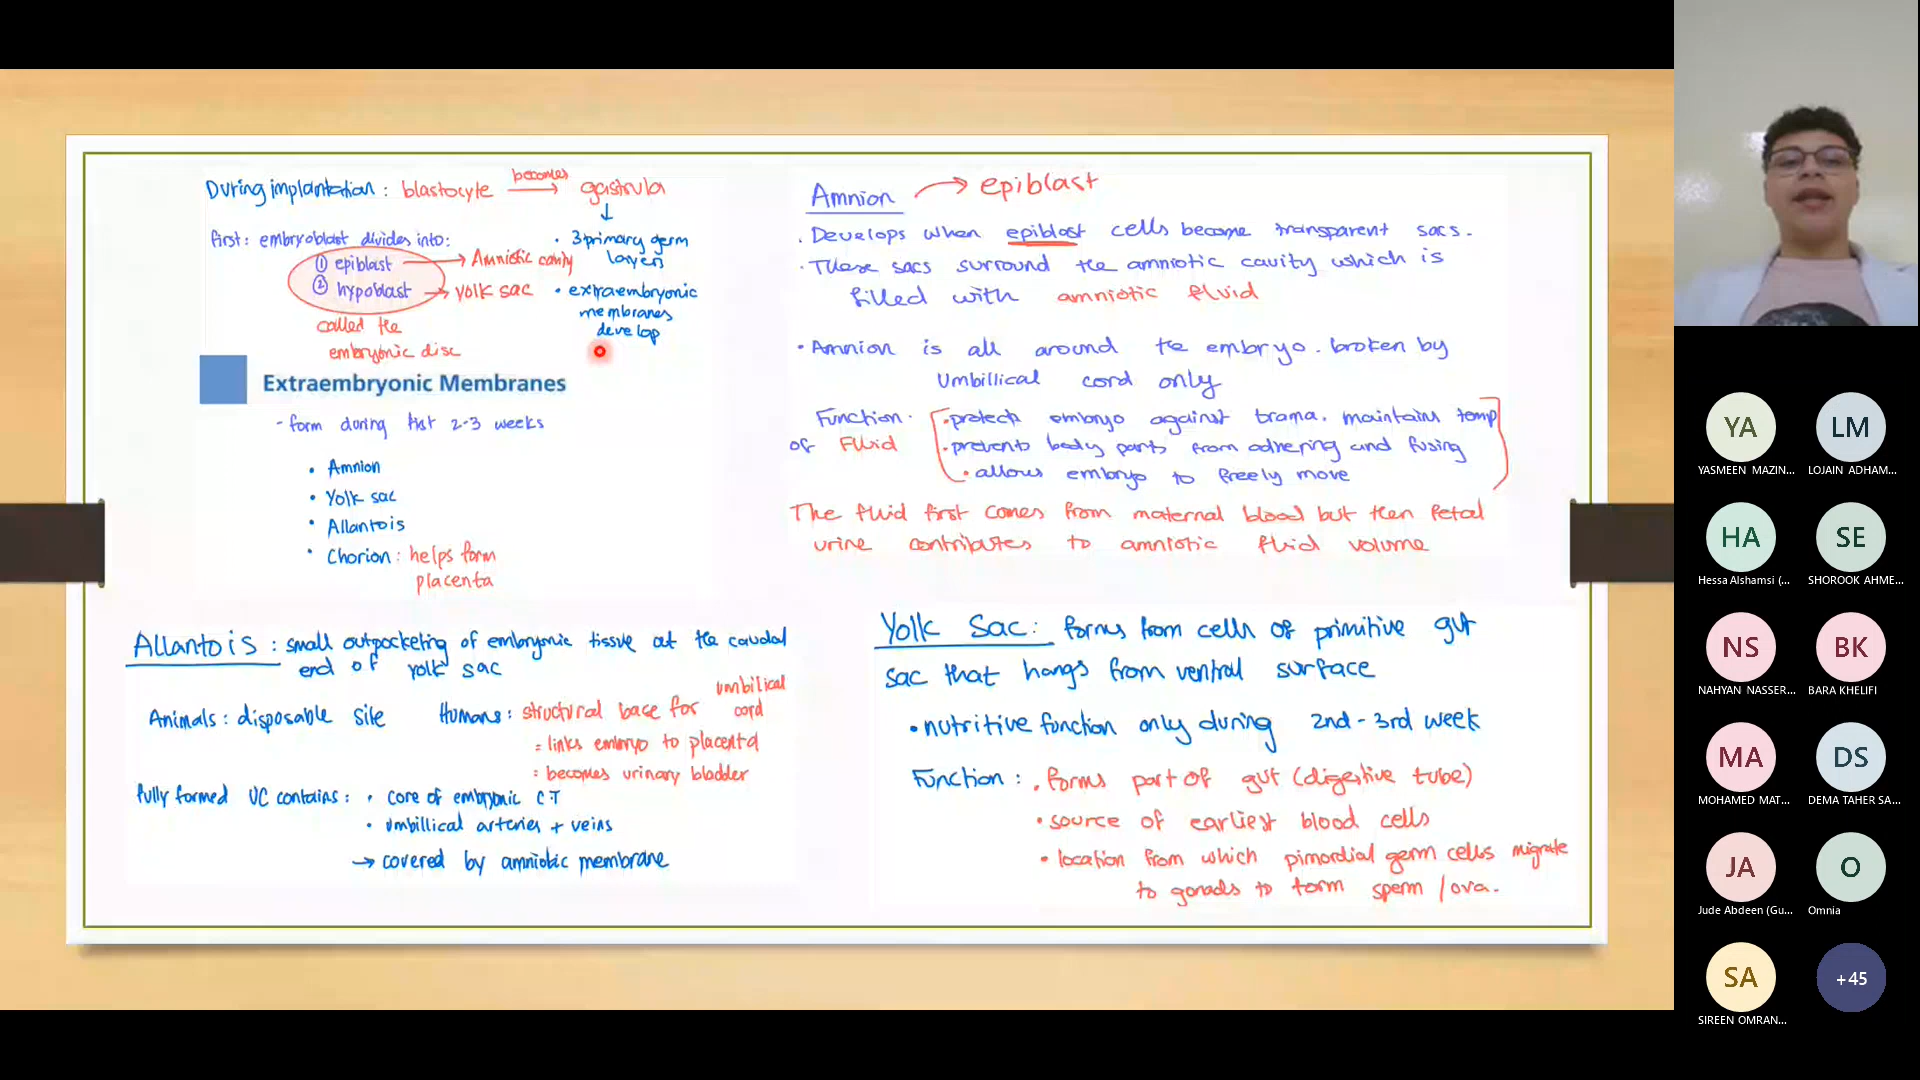 During implantation : blastocyte becomes → gastrula
↓
first: embryoblast divides into:
① epiblast → Amniotic cavity
② hypoblast → yolk sac
called the
embryonic disc
• 3 primary germ
layers
• extraembryonic
membranes
develop
Extraembryonic Membranes
- form during fist 2-3 weeks
• Amnion
• Yolk sac
• Allantois
• Chorion : helps form
placenta
Amnion → epiblast
• Develops when epiblast cells become transparent sacs.
• These sacs surround the amniotic cavity which is
filled with amniotic fluid
• Amnion is all around the embryo. broken by
Umbillical cord only
Function
of Fluid
• protects embryo against trama. maintains temp
• prevents body parts from adhering and fusing
• allows embryo to freely move
The fluid first comes from maternal blood but then fetal
urine contributes to amniotic fluid volume
Allantois : small outpocketing of embryonic tissue at the caudal
end of yolk sac
Animals : disposable site
Humans : structural base for umbilical
cord
: links embryo to placenta
: becomes urinary bladder
fully formed UC contains : • core of embryonic CT
• umbillical arteries + veins
→ covered by amniotic membrane
Yolk Sac : forms from cells of primitive gut
sac that hangs from ventral surface
• nutritive function only during 2nd - 3rd week
Function : • forms part of gut (digestive tube)
• source of earliest blood cells
• location from which pimordial germ cells migrate
to gonads to form sperm / ova.
YA
YASMEEN MAZIN...
LM
LOJAIN ADHAM...
HA
Hessa Alshamsi (...
SE
SHOROOK AHME...
NS
NAHYAN NASSER...
BK
BARA KHELIFI
MA
MOHAMED MAT...
DS
DEMA TAHER SA...
JA
Jude Abdeen (Gu...
O
Omnia
SA
SIREEN OMRAN...
+45